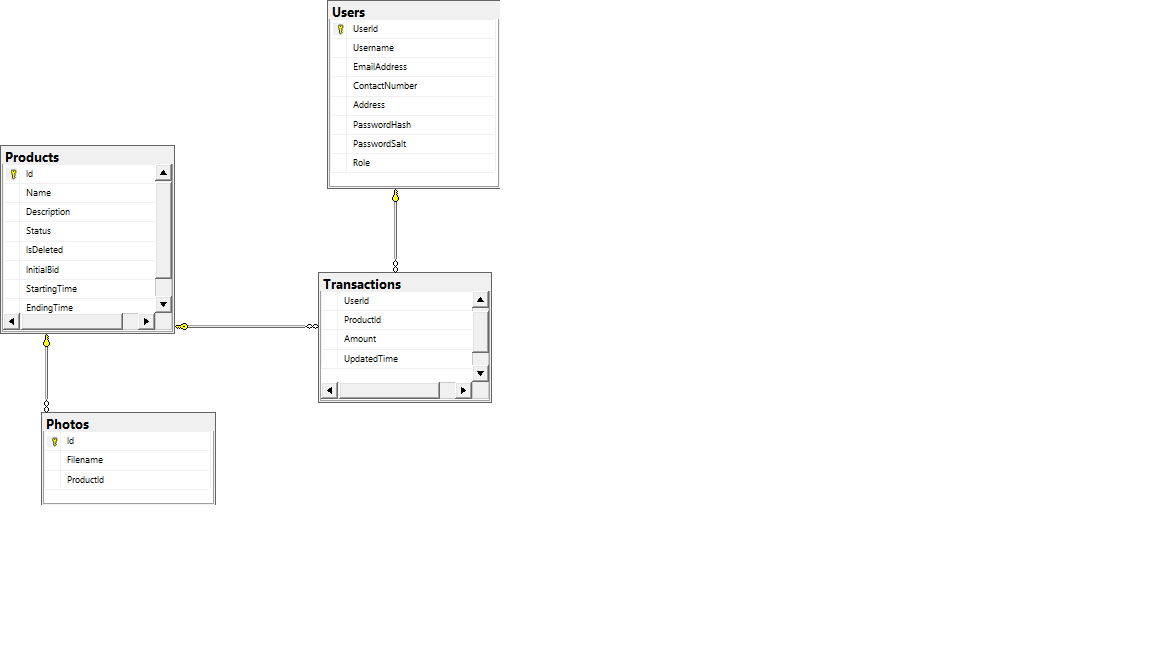 Users
UserId
Username
EmailAddress
ContactNumber
Address
PasswordHash
PasswordSalt
Role
Products
Id
Name
Description
Status
IsDeleted
InitialBid
StartingTime
EndingTime
Transactions
UserId
ProductId
Amount
UpdatedTime
Photos
Id
Filename
ProductId